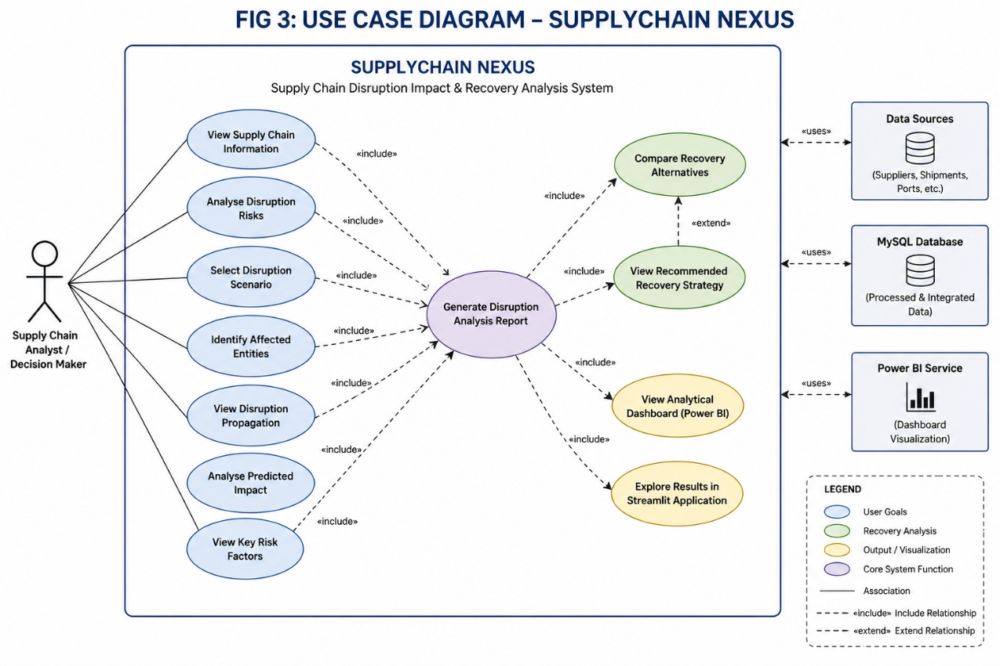 FIG 3: USE CASE DIAGRAM – SUPPLYCHAIN NEXUS
SUPPLYCHAIN NEXUS
Supply Chain Disruption Impact & Recovery Analysis System
Supply Chain
Analyst /
Decision Maker
View Supply Chain
Information
Analyse Disruption
Risks
Select Disruption
Scenario
Identify Affected
Entities
View Disruption
Propagation
Analyse Predicted
Impact
View Key Risk
Factors
«include»
«include»
«include»
«include»
«include»
«include»
«include»
Generate Disruption
Analysis Report
«include»
«include»
«include»
«include»
Compare Recovery
Alternatives
«extend»
View Recommended
Recovery Strategy
View Analytical
Dashboard (Power BI)
Explore Results in
Streamlit Application
«uses»
«uses»
«uses»
Data Sources
(Suppliers, Shipments,
Ports, etc.)
MySQL Database
(Processed & Integrated
Data)
Power BI Service
(Dashboard
Visualization)
LEGEND
User Goals
Recovery Analysis
Output / Visualization
Core System Function
Association
«include» Include Relationship
«extend» Extend Relationship